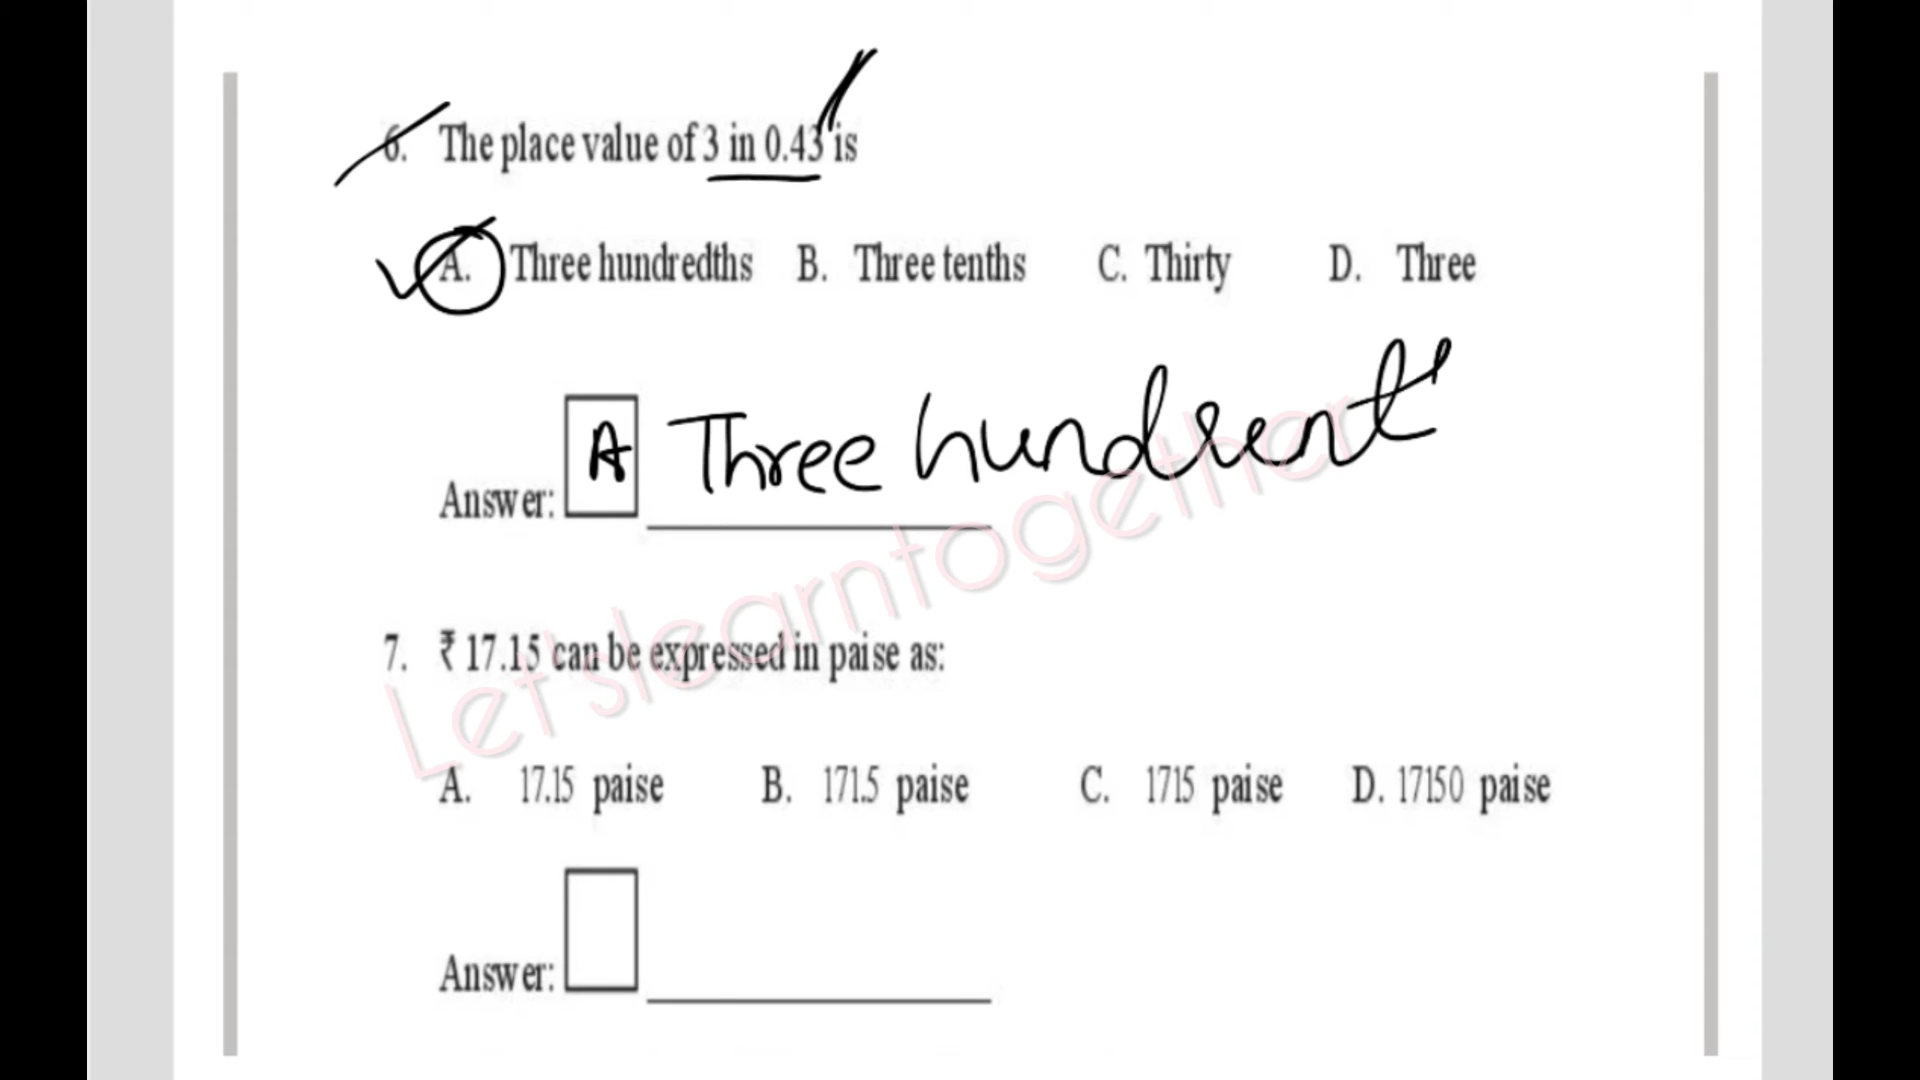 6. The place value of 3 in 0.43 is
A. Three hundredths B. Three tenths C. Thirty D. Three
Answer: A Three
7. ₹ 17.15 can be expressed in paise as:
A. 17.15 paise B. 171.5 paise C. 1715 paise D. 17150 paise
Answer:
Let'slearntogether